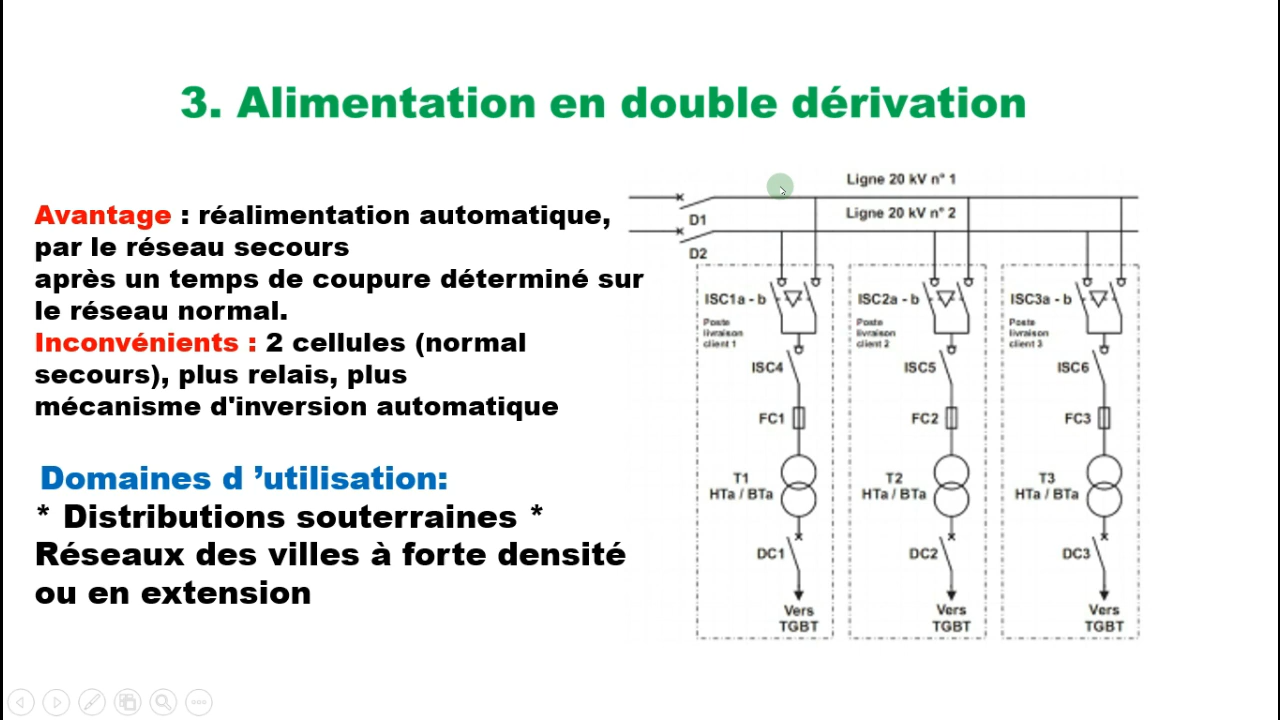 3. Alimentation en double dérivation
Avantage : réalimentation automatique,
par le réseau secours
après un temps de coupure déterminé sur
le réseau normal.
Inconvénients : 2 cellules (normal
secours), plus relais, plus
mécanisme d'inversion automatique
Domaines d ’utilisation:
* Distributions souterraines *
Réseaux des villes à forte densité
ou en extension
Ligne 20 kV n° 1
D1
Ligne 20 kV n° 2
D2
ISC1a - b
Poste
livraison
client 1
ISC4
FC1
T1
HTa / BTa
DC1
Vers
TGBT
ISC2a - b
Poste
livraison
client 2
ISC5
FC2
T2
HTa / BTa
DC2
Vers
TGBT
ISC3a - b
Poste
livraison
client 3
ISC6
FC3
T3
HTa / BTa
DC3
Vers
TGBT